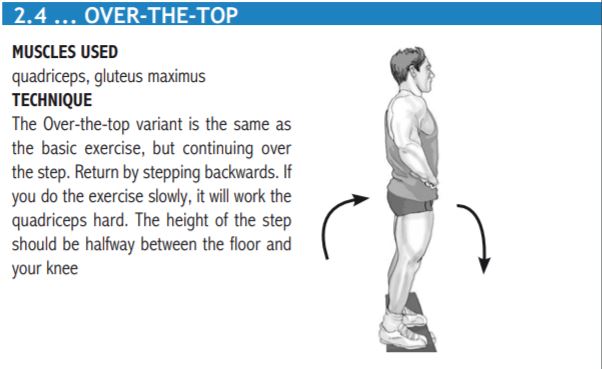 2.4 ... OVER-THE-TOP
MUSCLES USED
quadriceps, gluteus maximus
TECHNIQUE
The Over-the-top variant is the same as
the basic exercise, but continuing over
the step. Return by stepping backwards. If
you do the exercise slowly, it will work the
quadriceps hard. The height of the step
should be halfway between the floor and
your knee